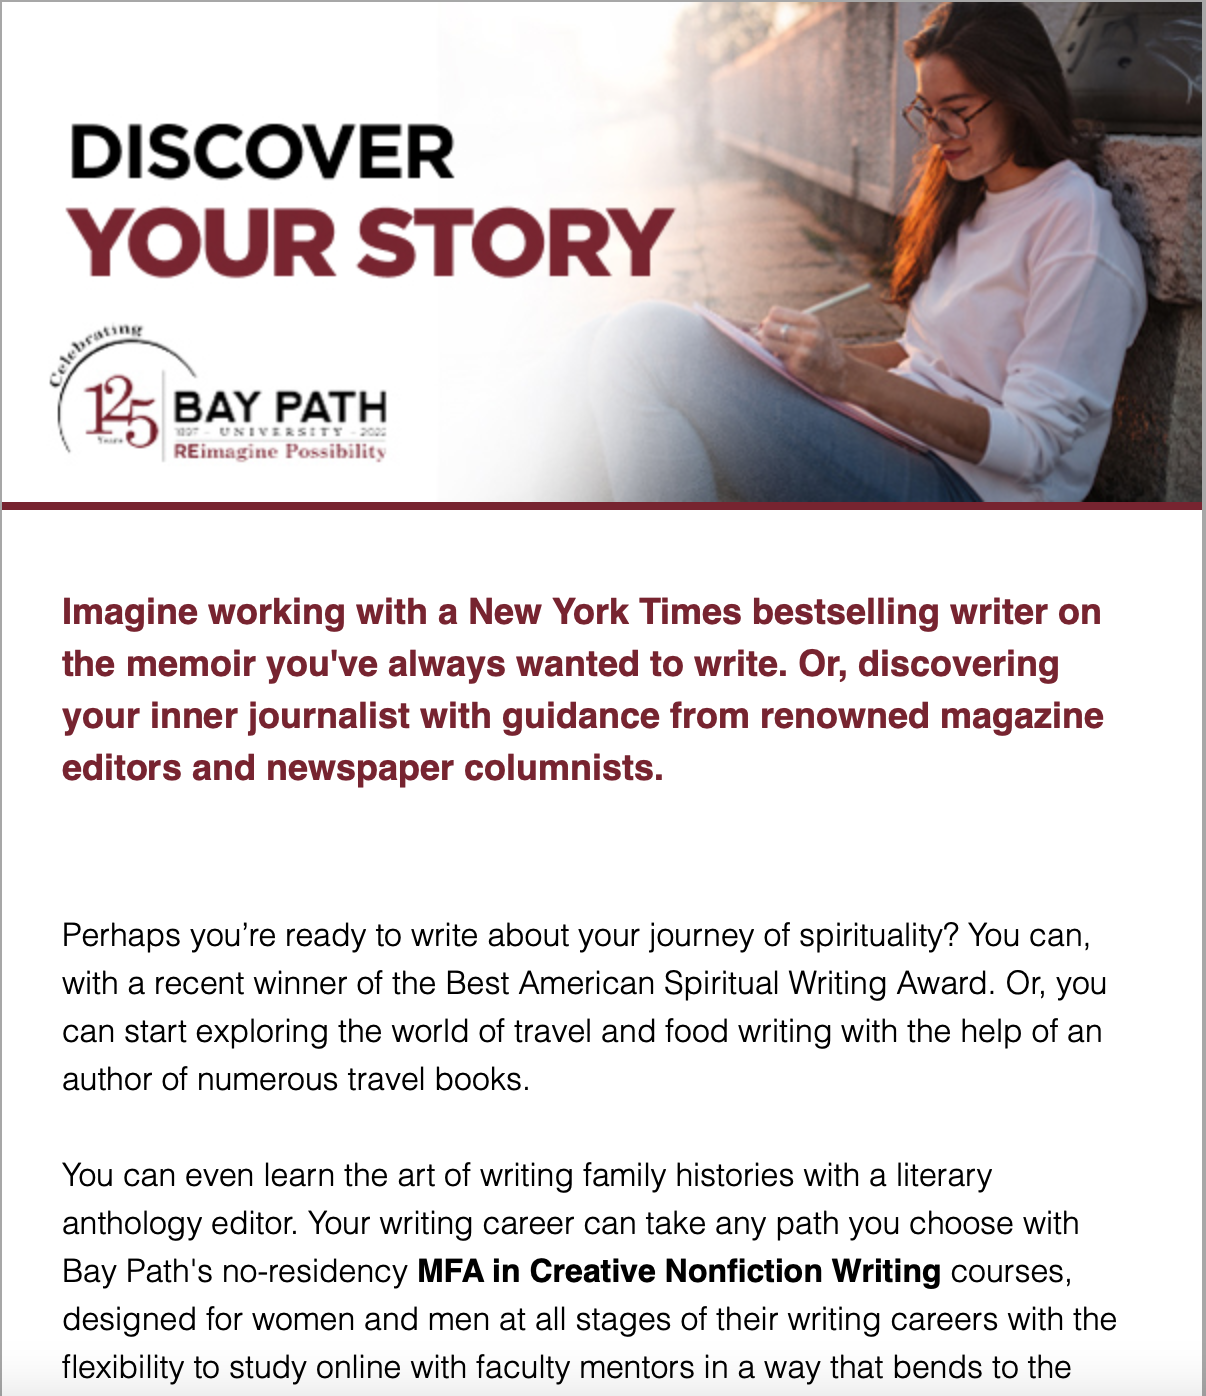 DISCOVER
YOUR STORY
Celebrating
125
Years
BAY PATH
1897 - UNIVERSITY - 2022
REimagine Possibility
Imagine working with a New York Times bestselling writer on
the memoir you've always wanted to write. Or, discovering
your inner journalist with guidance from renowned magazine
editors and newspaper columnists.
Perhaps you’re ready to write about your journey of spirituality? You can,
with a recent winner of the Best American Spiritual Writing Award. Or, you
can start exploring the world of travel and food writing with the help of an
author of numerous travel books.
You can even learn the art of writing family histories with a literary
anthology editor. Your writing career can take any path you choose with
Bay Path's no-residency MFA in Creative Nonfiction Writing courses,
designed for women and men at all stages of their writing careers with the
flexibility to study online with faculty mentors in a way that bends to the